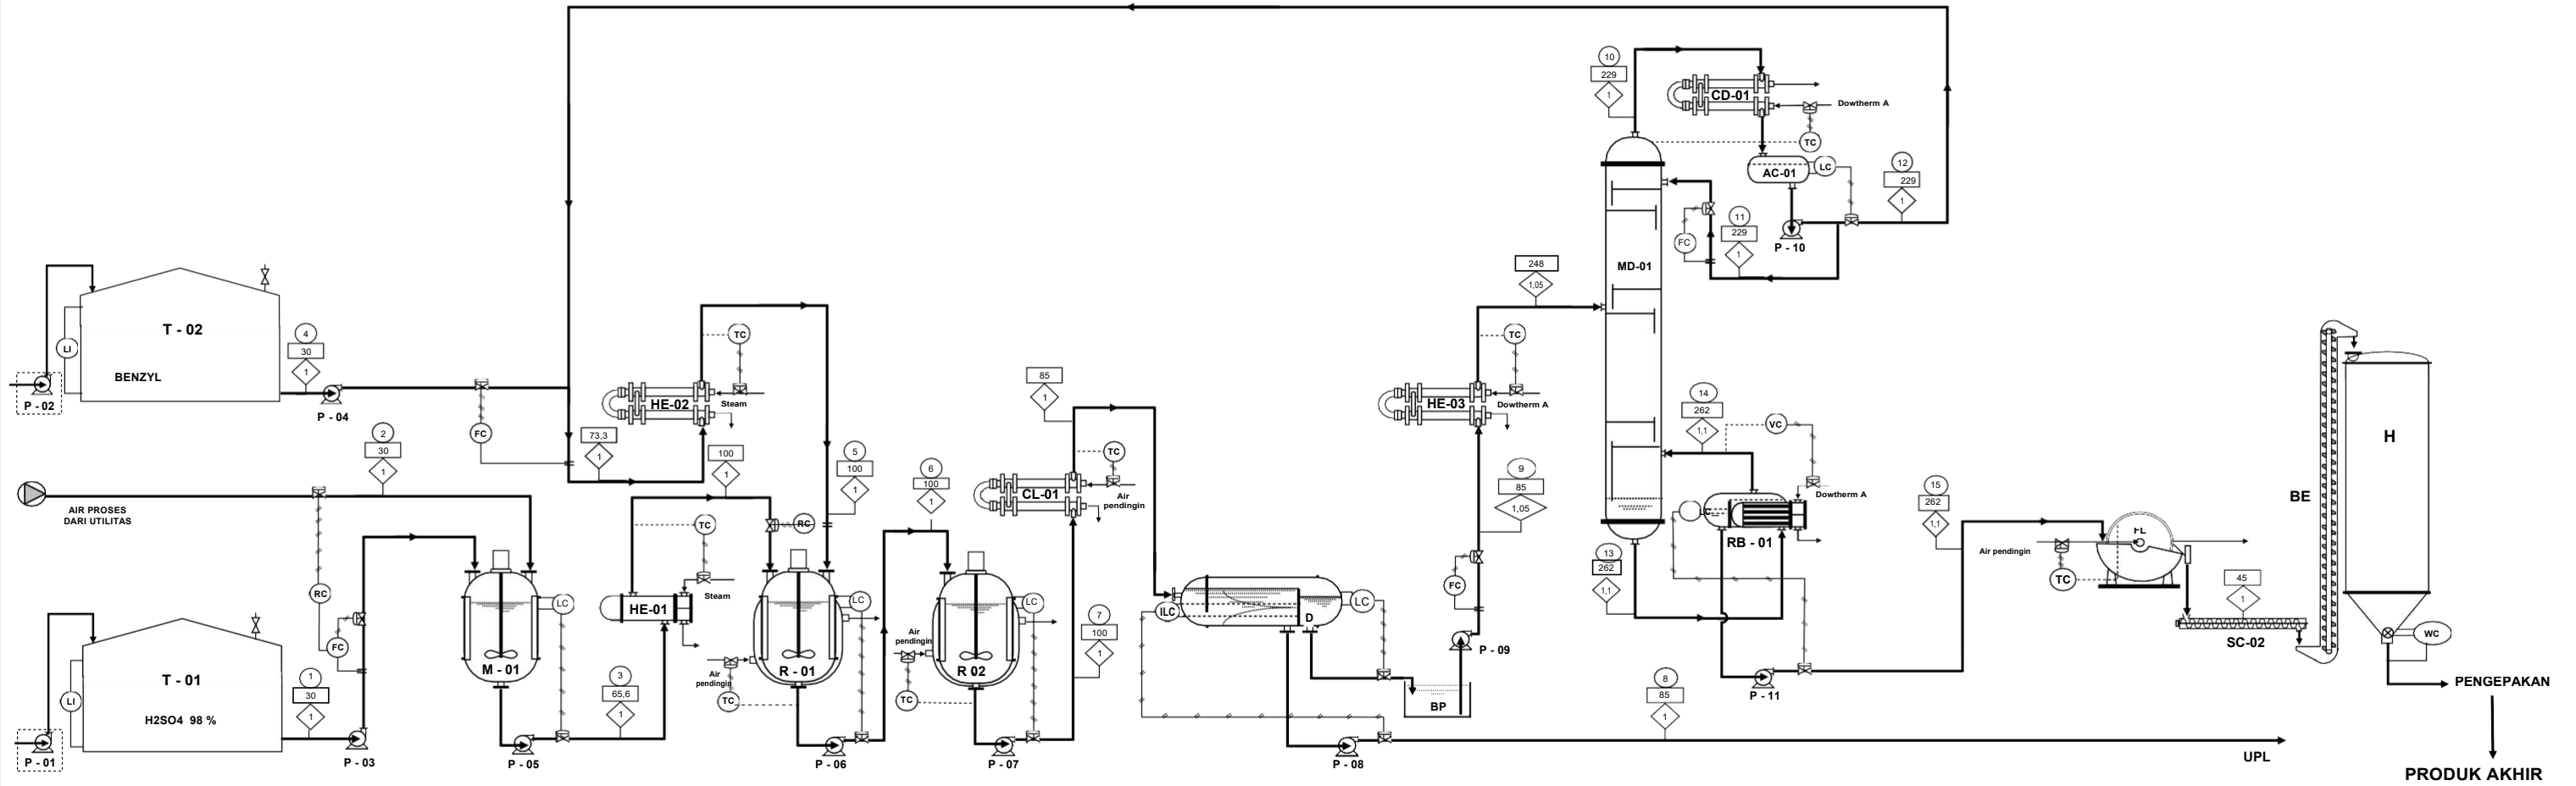 10
229
1
CD-01
Dowtherm A
TC
AC-01
LC
12
229
1
11
229
1
FC
P - 10
MD-01
248
1,05
T - 02
BENZYL
LI
P - 02
4
30
1
P - 04
FC
TC
HE-02
Steam
73,3
1
100
1
5
100
1
2
30
1
AIR PROSES
DARI UTILITAS
RC
FC
T - 01
H2SO4 98 %
LI
P - 01
1
30
1
P - 03
M - 01
LC
P - 05
3
65,6
1
HE-01
TC
Steam
RC
R - 01
LC
Air
pendingin
TC
P - 06
6
100
1
R 02
LC
Air
pendingin
TC
P - 07
7
100
1
85
1
CL-01
TC
Air
pendingin
ILC
D
LC
BP
P - 08
P - 09
FC
9
85
1,05
HE-03
TC
Dowtherm A
8
85
1
UPL
14
262
1,1
VC
Dowtherm A
RB - 01
13
262
1,1
P - 11
15
262
1,1
Air pendingin
TC
FL
45
1
SC-02
BE
H
WC
PENGEPAKAN
PRODUK AKHIR